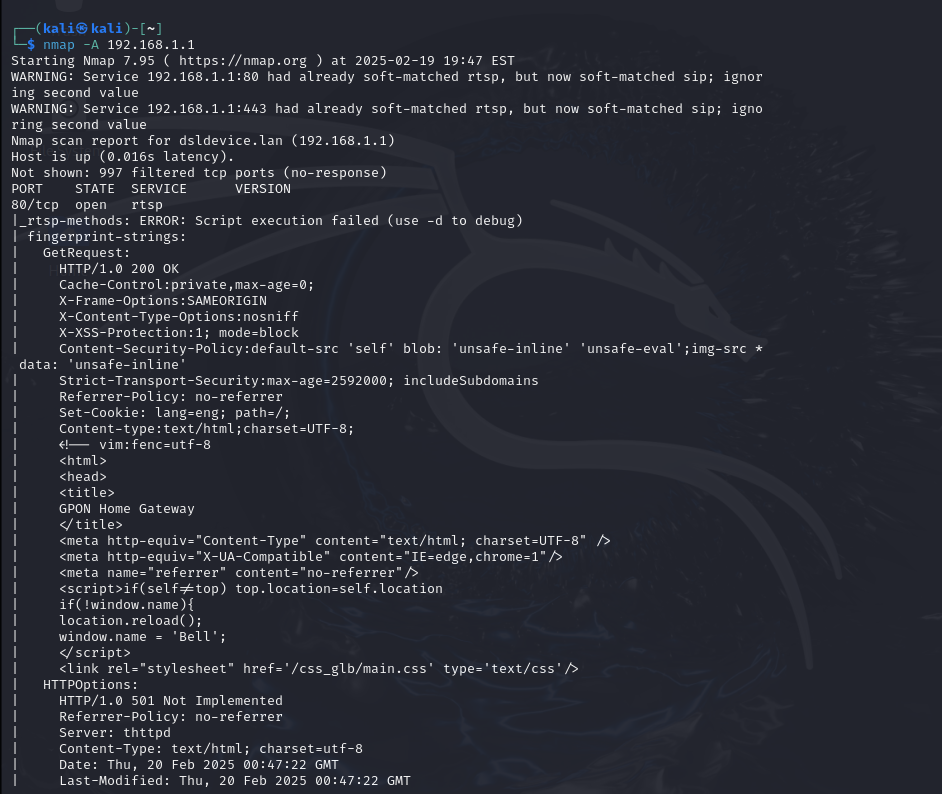 ┌──(kali㉿kali)-[~]
└─$ nmap -A 192.168.1.1
Starting Nmap 7.95 ( https://nmap.org ) at 2025-02-19 19:47 EST
WARNING: Service 192.168.1.1:80 had already soft-matched rtsp, but now soft-matched sip; ignor
ing second value
WARNING: Service 192.168.1.1:443 had already soft-matched rtsp, but now soft-matched sip; igno
ring second value
Nmap scan report for dsldevice.lan (192.168.1.1)
Host is up (0.016s latency).
Not shown: 997 filtered tcp ports (no-response)
PORT    STATE  SERVICE      VERSION
80/tcp  open   rtsp
|_rtsp-methods: ERROR: Script execution failed (use -d to debug)
| fingerprint-strings:
|   GetRequest:
|     HTTP/1.0 200 OK
|     Cache-Control:private,max-age=0;
|     X-Frame-Options:SAMEORIGIN
|     X-Content-Type-Options:nosniff
|     X-XSS-Protection:1; mode=block
|     Content-Security-Policy:default-src 'self' blob: 'unsafe-inline' 'unsafe-eval';img-src *
 data: 'unsafe-inline'
|     Strict-Transport-Security:max-age=2592000; includeSubdomains
|     Referrer-Policy: no-referrer
|     Set-Cookie: lang=eng; path=/;
|     Content-type:text/html;charset=UTF-8;
|     <!-- vim:fenc=utf-8
|     <html>
|     <head>
|     <title>
|     GPON Home Gateway
|     </title>
|     <meta http-equiv="Content-Type" content="text/html; charset=UTF-8" />
|     <meta http-equiv="X-UA-Compatible" content="IE=edge,chrome=1"/>
|     <meta name="referrer" content="no-referrer"/>
|     <script>if(self!=top) top.location=self.location
|     if(!window.name){
|     location.reload();
|     window.name = 'Bell';
|     </script>
|     <link rel="stylesheet" href='/css_glb/main.css' type='text/css'/>
|   HTTPOptions:
|     HTTP/1.0 501 Not Implemented
|     Referrer-Policy: no-referrer
|     Server: thttpd
|     Content-Type: text/html; charset=utf-8
|     Date: Thu, 20 Feb 2025 00:47:22 GMT
|     Last-Modified: Thu, 20 Feb 2025 00:47:22 GMT